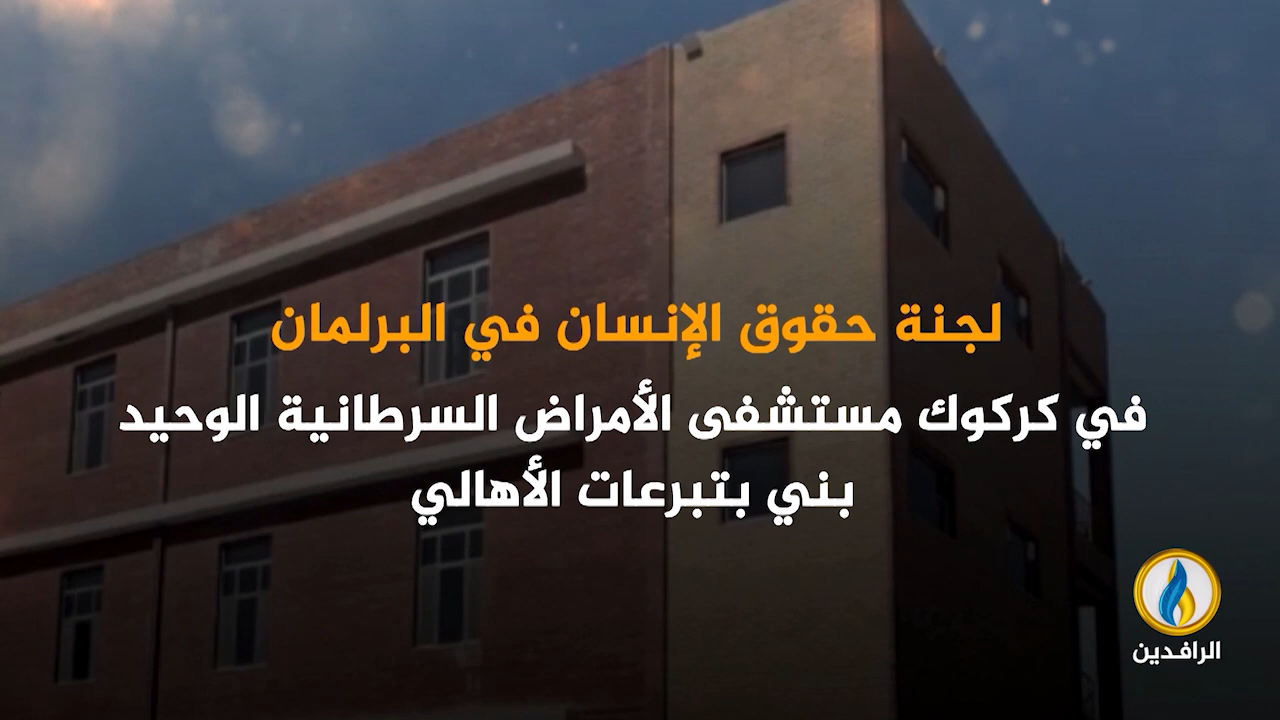 لجنة حقوق الإنسان في البرلمان
في كركوك مستشفى الأمراض السرطانية الوحيد
بني بتبرعات الأهالي
الرافدين